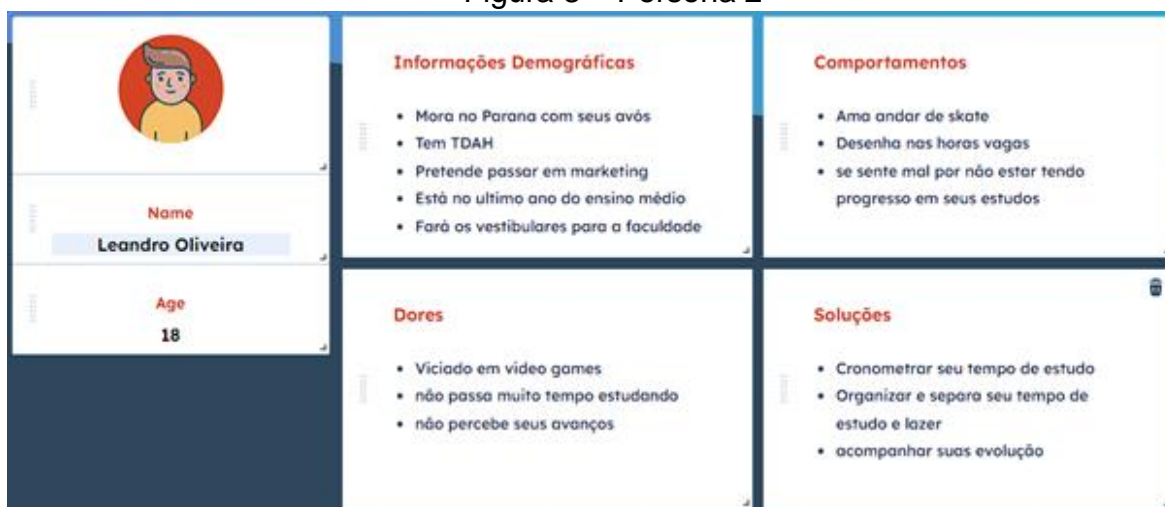 Name
Leandro Oliveira
Age
18
Informações Demográficas
• Mora no Parana com seus avós
• Tem TDAH
• Pretende passar em marketing
• Está no ultimo ano do ensino médio
• Fará os vestibulares para a faculdade
Comportamentos
• Ama andar de skate
• Desenha nas horas vagas
• se sente mal por não estar tendo
progresso em seus estudos
Dores
• Viciado em video games
• não passa muito tempo estudando
• não percebe seus avanços
Soluções
• Cronometrar seu tempo de estudo
• Organizar e separa seu tempo de
estudo e lazer
• acompanhar suas evolução